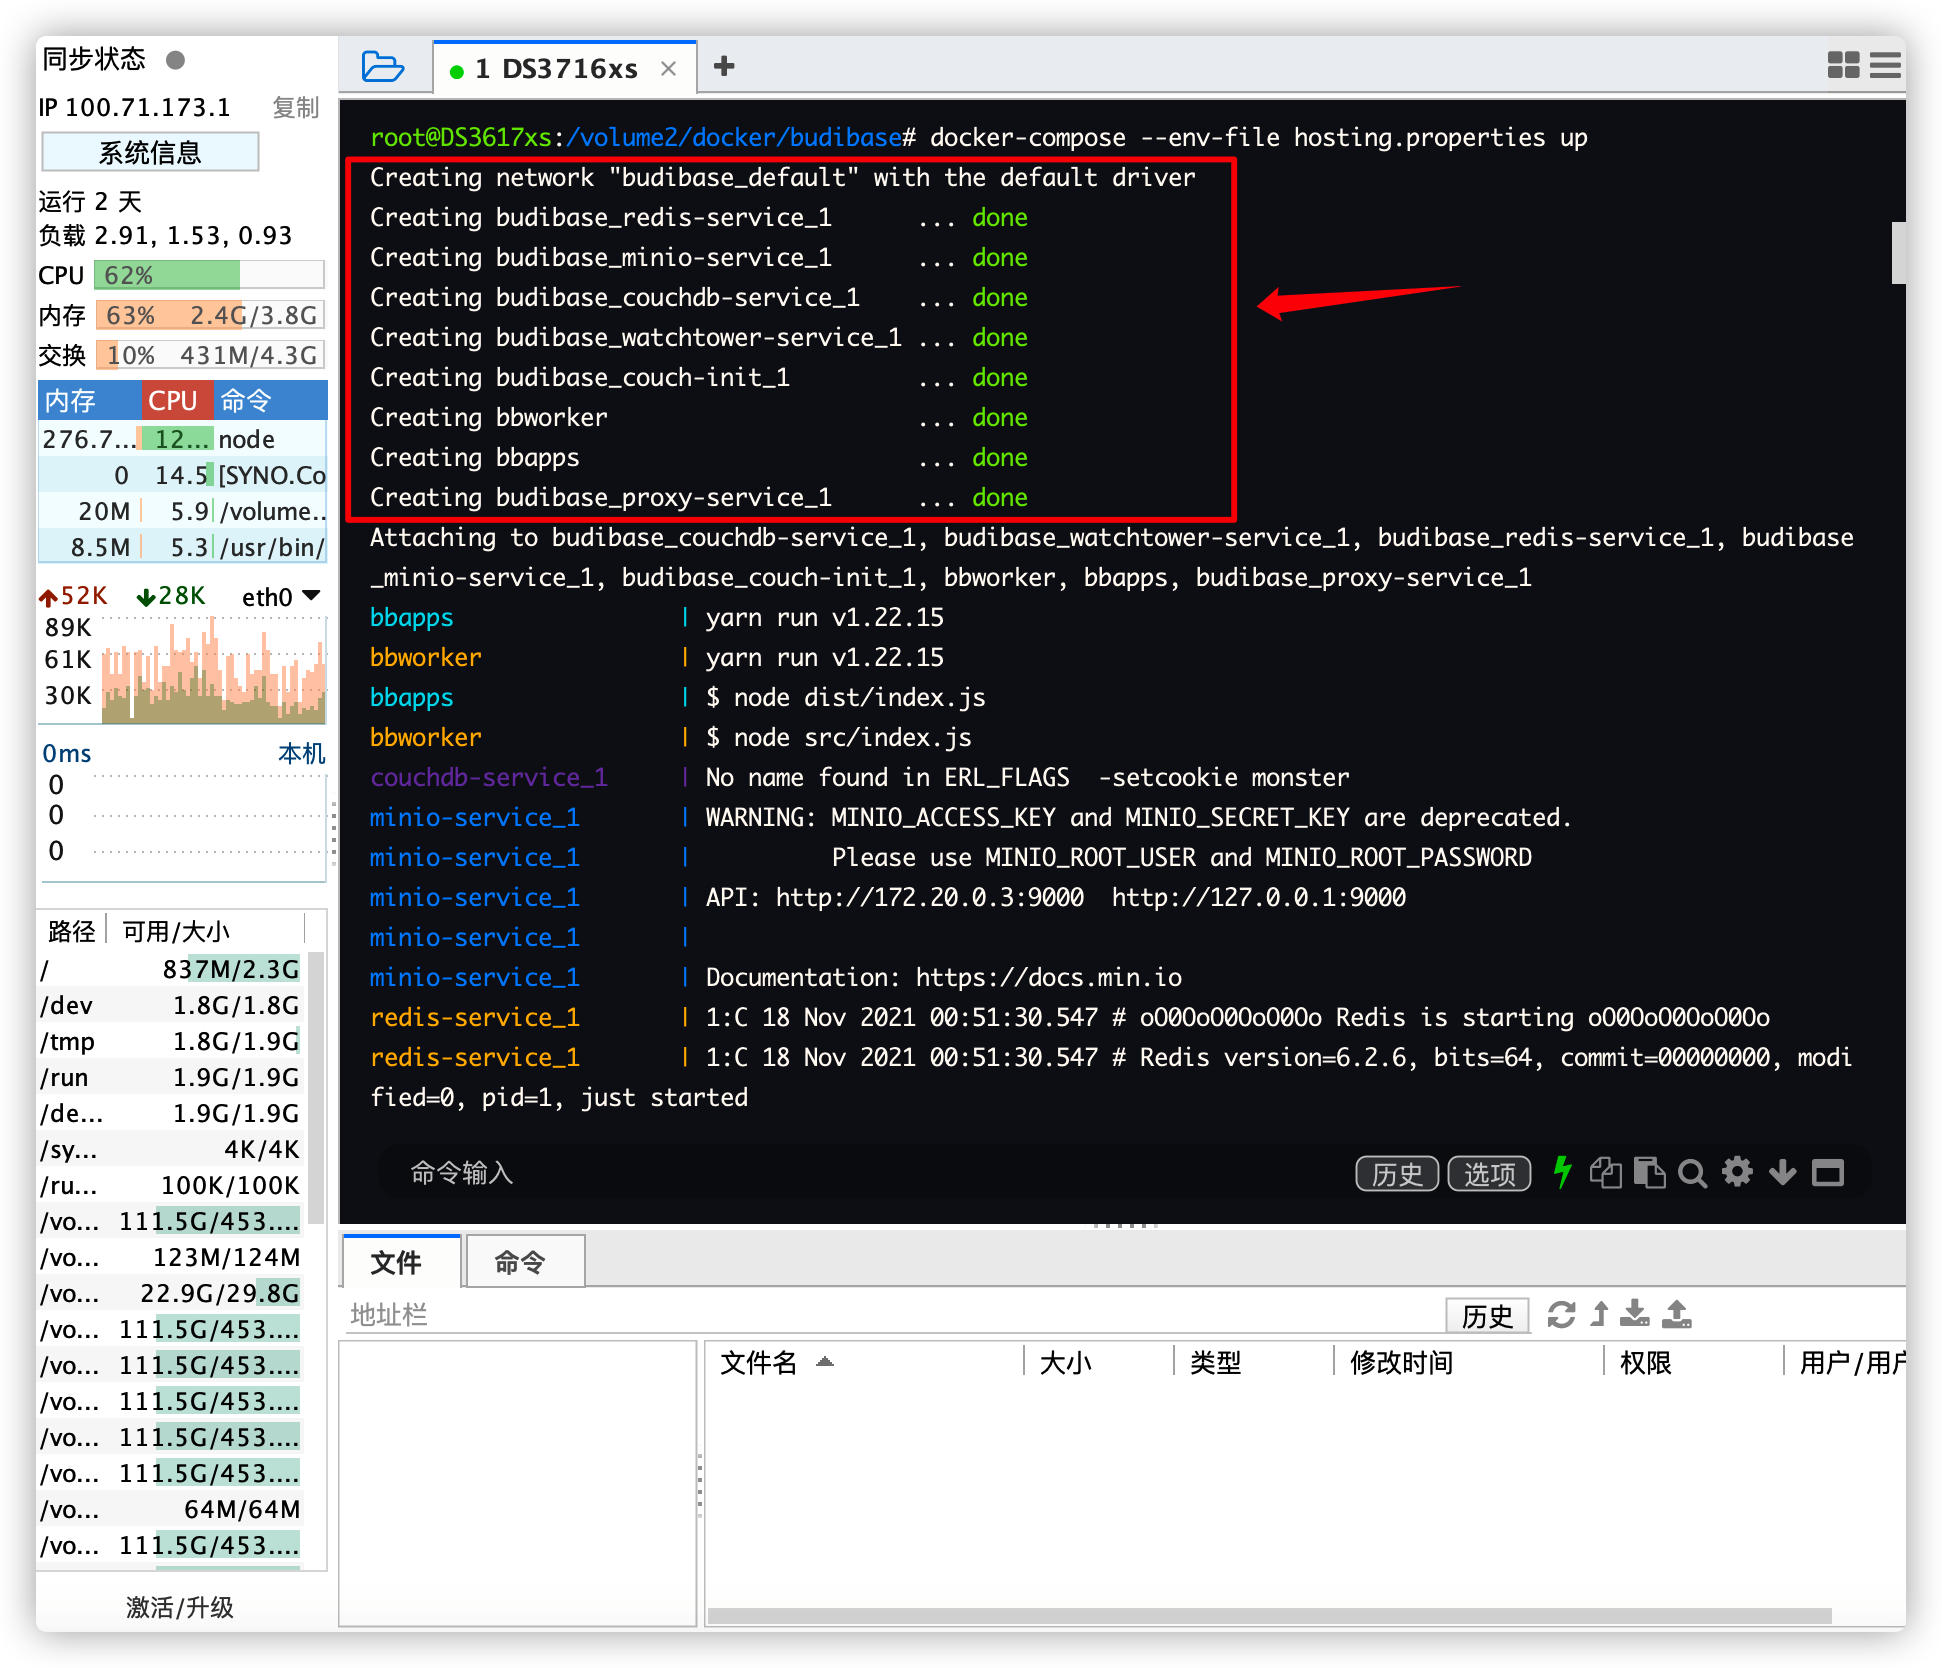 同步状态
IP 100.71.173.1 复制
系统信息
运行 2 天
负载 2.91, 1.53, 0.93
CPU 62%
内存 63% 2.4G/3.8G
交换 10% 431M/4.3G
内存 CPU 命令
276.7... 12... node
0 14.5 [SYNO.Co
20M 5.9 /volume..
8.5M 5.3 /usr/bin/
52K 28K eth0
89K
61K
30K
0ms 本机
0
0
0
路径 可用/大小
/ 837M/2.3G
/dev 1.8G/1.8G
/tmp 1.8G/1.9G
/run 1.9G/1.9G
/de... 1.9G/1.9G
/sy... 4K/4K
/ru... 100K/100K
/vo... 111.5G/453....
/vo... 123M/124M
/vo... 22.9G/29.8G
/vo... 111.5G/453....
/vo... 111.5G/453....
/vo... 111.5G/453....
/vo... 111.5G/453....
/vo... 111.5G/453....
/vo... 64M/64M
/vo... 111.5G/453....
激活/升级
1 DS3716xs × +
root@DS3617xs:/volume2/docker/budibase# docker-compose --env-file hosting.properties up
Creating network "budibase_default" with the default driver
Creating budibase_redis-service_1 ... done
Creating budibase_minio-service_1 ... done
Creating budibase_couchdb-service_1 ... done
Creating budibase_watchtower-service_1 ... done
Creating budibase_couch-init_1 ... done
Creating bbworker ... done
Creating bbapps ... done
Creating budibase_proxy-service_1 ... done
Attaching to budibase_couchdb-service_1, budibase_watchtower-service_1, budibase_redis-service_1, budibase
_minio-service_1, budibase_couch-init_1, bbworker, bbapps, budibase_proxy-service_1
bbapps | yarn run v1.22.15
bbworker | yarn run v1.22.15
bbapps | $ node dist/index.js
bbworker | $ node src/index.js
couchdb-service_1 | No name found in ERL_FLAGS  -setcookie monster
minio-service_1 | WARNING: MINIO_ACCESS_KEY and MINIO_SECRET_KEY are deprecated.
minio-service_1 | Please use MINIO_ROOT_USER and MINIO_ROOT_PASSWORD
minio-service_1 | API: http://172.20.0.3:9000  http://127.0.0.1:9000
minio-service_1 |
minio-service_1 | Documentation: https://docs.min.io
redis-service_1 | 1:C 18 Nov 2021 00:51:30.547 # oO0OoO0OoO0Oo Redis is starting oO0OoO0OoO0Oo
redis-service_1 | 1:C 18 Nov 2021 00:51:30.547 # Redis version=6.2.6, bits=64, commit=00000000, modi
fied=0, pid=1, just started
命令输入 历史 选项
文件 命令
地址栏 历史
文件名 大小 类型 修改时间 权限 用户/用户